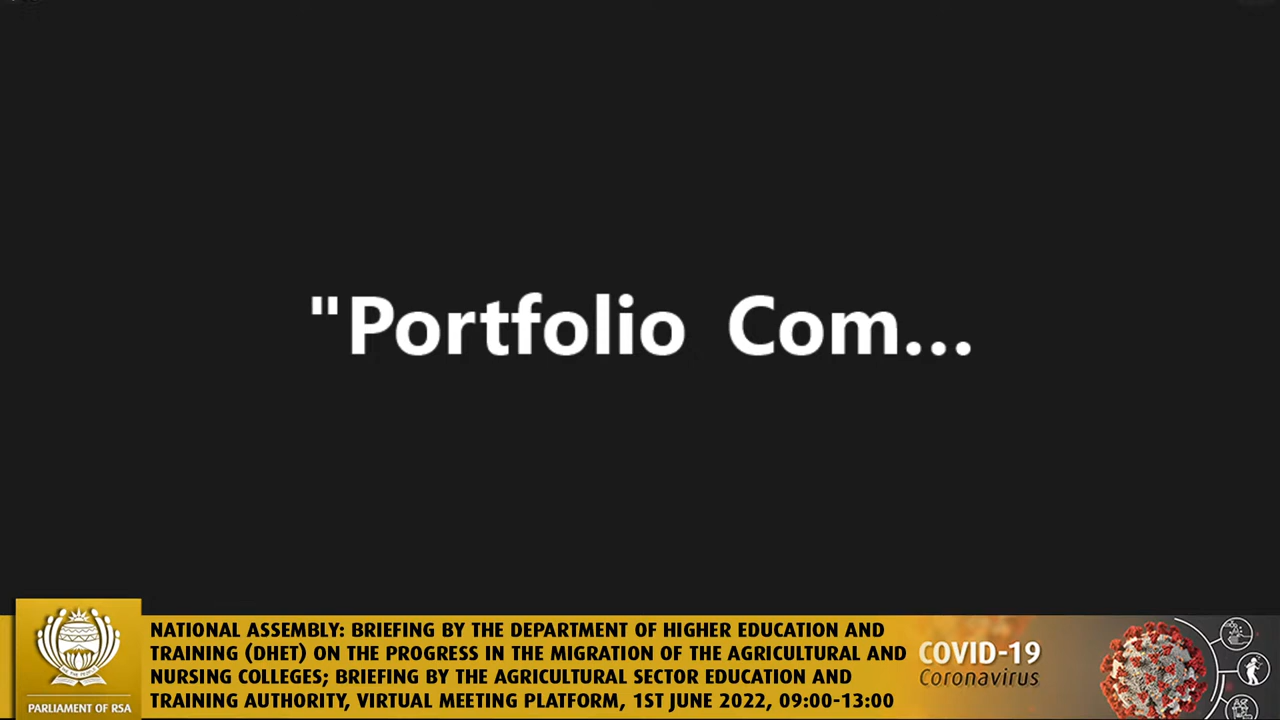 "Portfolio Com...
NATIONAL ASSEMBLY: BRIEFING BY THE DEPARTMENT OF HIGHER EDUCATION AND
TRAINING (DHET) ON THE PROGRESS IN THE MIGRATION OF THE AGRICULTURAL AND
NURSING COLLEGES; BRIEFING BY THE AGRICULTURAL SECTOR EDUCATION AND
TRAINING AUTHORITY, VIRTUAL MEETING PLATFORM, 1ST JUNE 2022, 09:00-13:00
PARLIAMENT OF RSA
COVID-19
Coronavirus